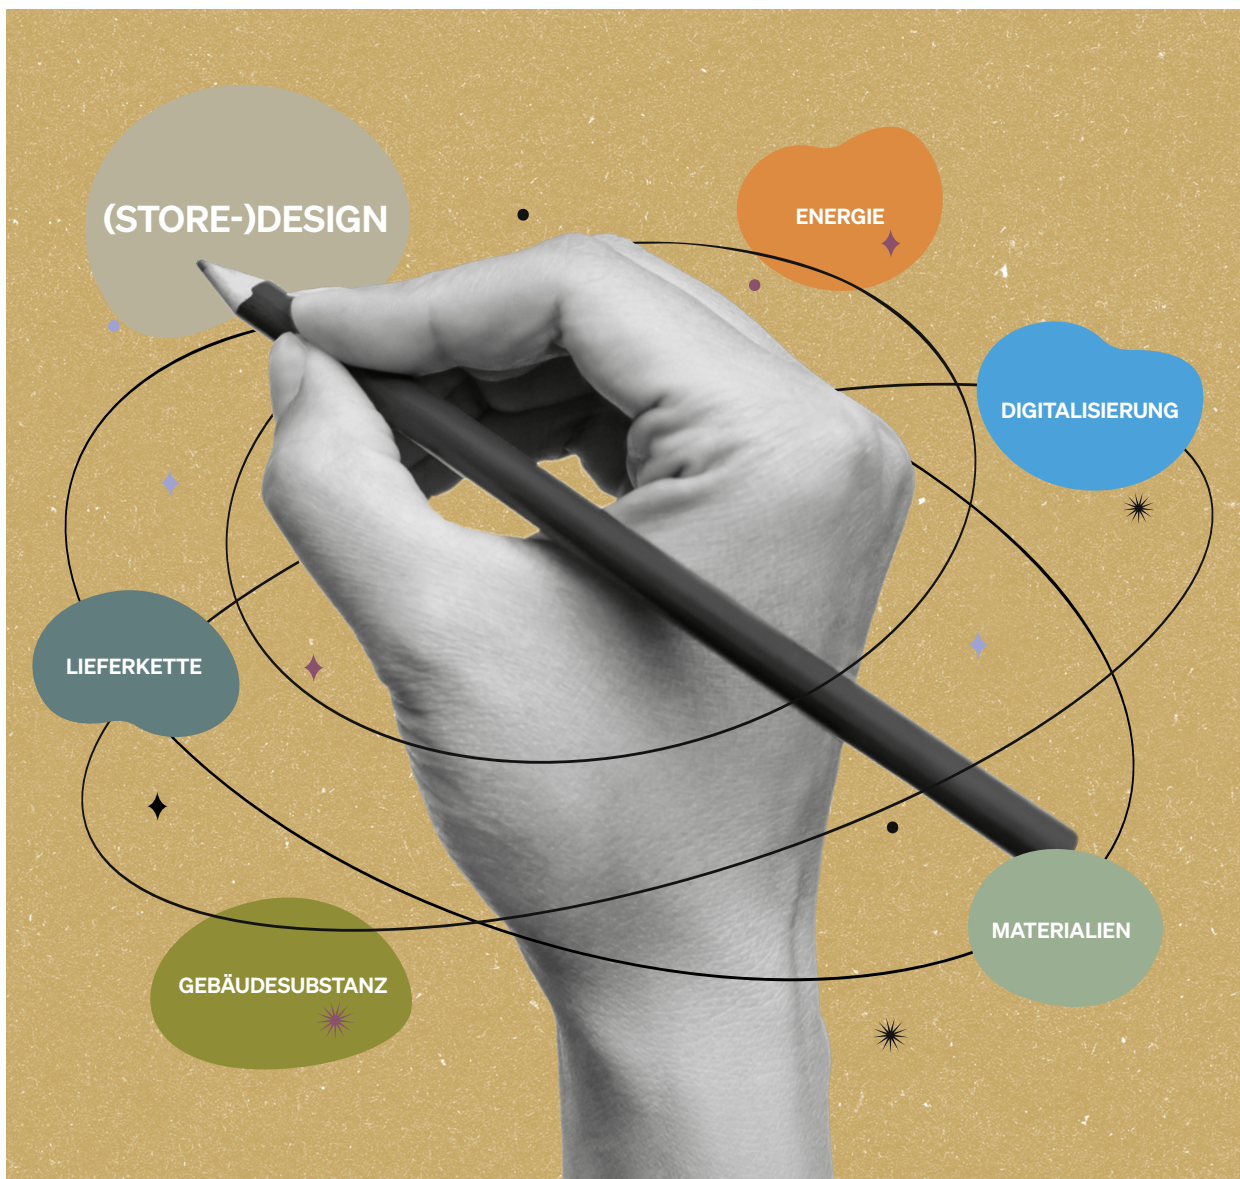 (STORE-)DESIGN
ENERGIE
DIGITALISIERUNG
LIEFERKETTE
MATERIALIEN
GEBÄUDESUBSTANZ